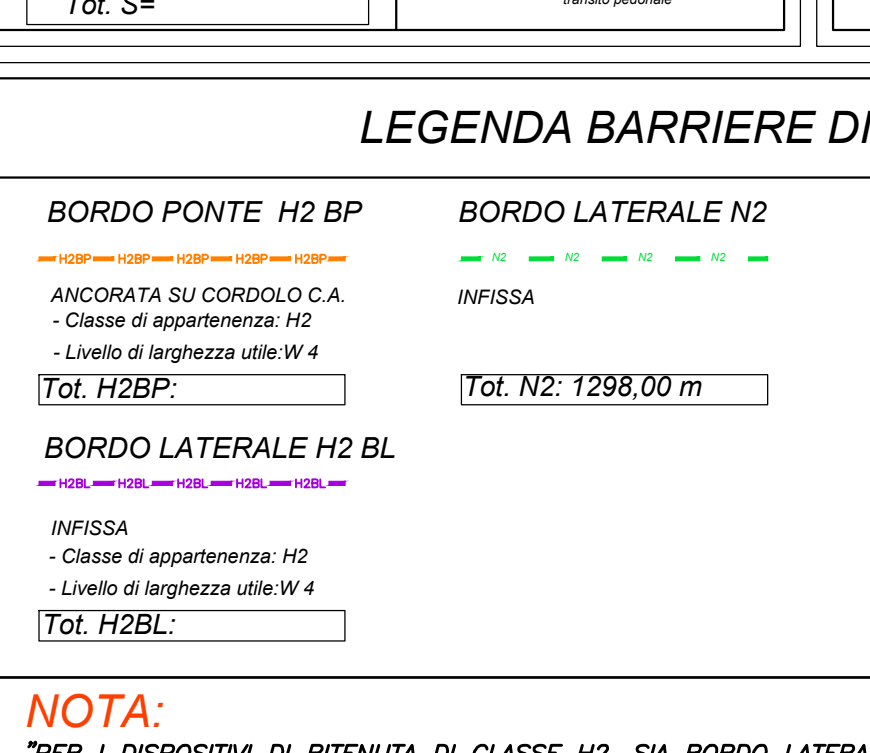 Tot. S=
transito pedonale
LEGENDA BARRIERE DI
BORDO PONTE H2 BP
H2BP H2BP H2BP H2BP H2BP
ANCORATA SU CORDOLO C.A.
- Classe di appartenenza: H2
- Livello di larghezza utile:W 4
Tot. H2BP:
BORDO LATERALE N2
N2 N2 N2 N2
INFISSA
Tot. N2: 1298,00 m
BORDO LATERALE H2 BL
H2BL H2BL H2BL H2BL H2BL
INFISSA
- Classe di appartenenza: H2
- Livello di larghezza utile:W 4
Tot. H2BL:
NOTA:
"PER I DISPOSITIVI DI RITENUTA DI CLASSE H2, SIA BORDO LATERA